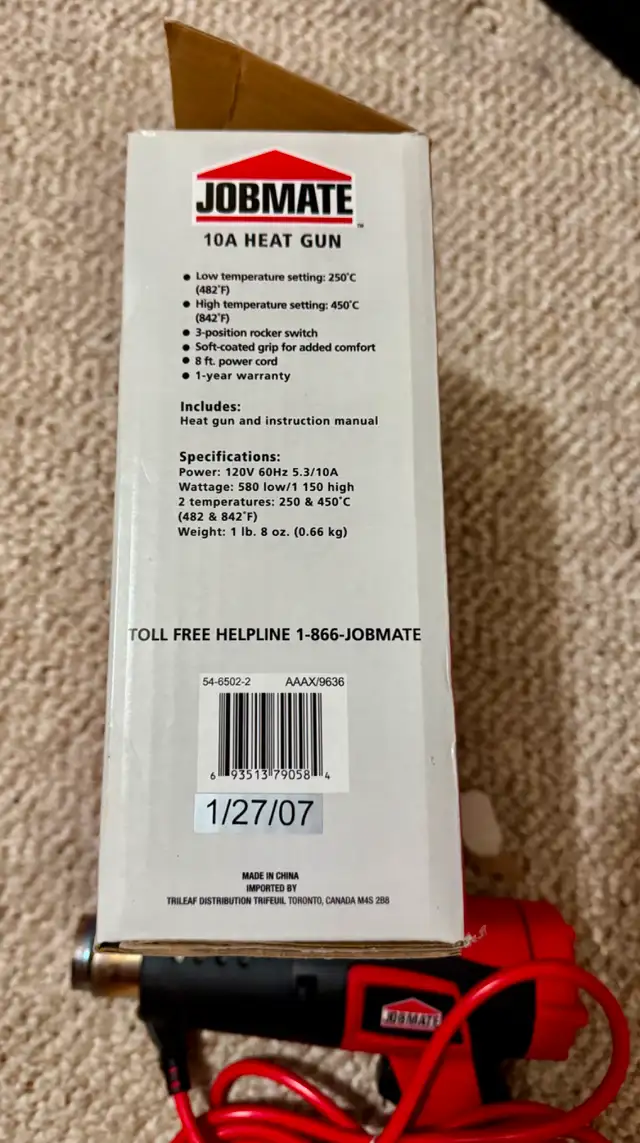 JOBMATE
TM
10A HEAT GUN
• Low temperature setting: 250°C
(482°F)
• High temperature setting: 450°C
(842°F)
• 3-position rocker switch
• Soft-coated grip for added comfort
• 8 ft. power cord
• 1-year warranty
Includes:
Heat gun and instruction manual
Specifications:
Power: 120V 60Hz 5.3/10A
Wattage: 580 low/1 150 high
2 temperatures: 250 & 450°C
(482 & 842°F)
Weight: 1 lb. 8 oz. (0.66 kg)
TOLL FREE HELPLINE 1-866-JOBMATE
54-6502-2 AAAX/9636
6 93513 79058 4
1/27/07
MADE IN CHINA
IMPORTED BY
TRILEAF DISTRIBUTION TRIFEUIL TORONTO, CANADA M4S 2B8
JOBMATE